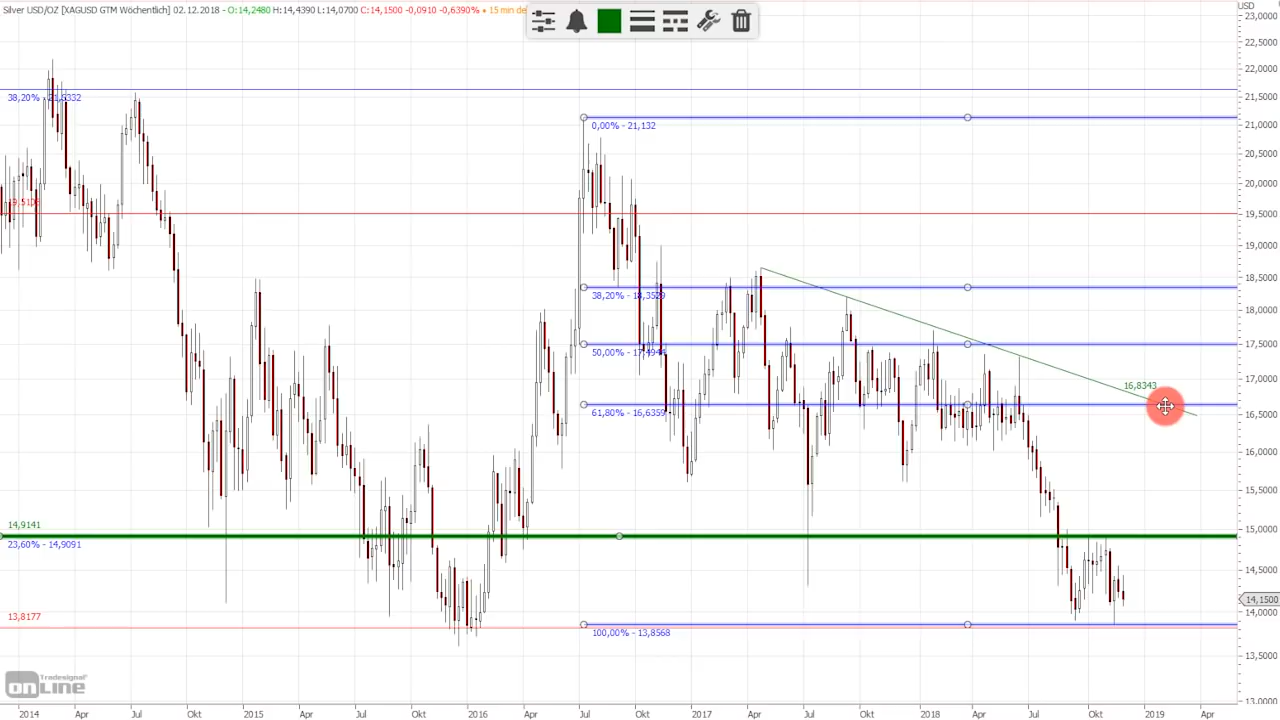 Silver USD/OZ [XAGUSD GTM Wöchentlich] 02.12.2018 - O:14,2480 H:14,4390 L:14,0700 C:14,1500 -0,0910 -0,6390% • 15 min de
USD
23,0000
22,5000
22,0000
38,20% - 21,5332
21,5000
0,00% - 21,132
21,0000
20,5000
20,0000
19,5000
19,0000
18,5000
38,20% - 18,3529
18,0000
50,00% - 17,4944
17,5000
17,0000
16,8343
61,80% - 16,6359
16,5000
16,0000
15,5000
14,9141
15,0000
23,60% - 14,9091
14,5000
14,1500
14,0000
13,8177
100,00% - 13,8568
13,5000
13,0000
Tradesignal
onLine
2014 Apr Jul Okt 2015 Apr Jul Okt 2016 Apr Jul Okt 2017 Apr Jul Okt 2018 Apr Jul Okt 2019 Apr